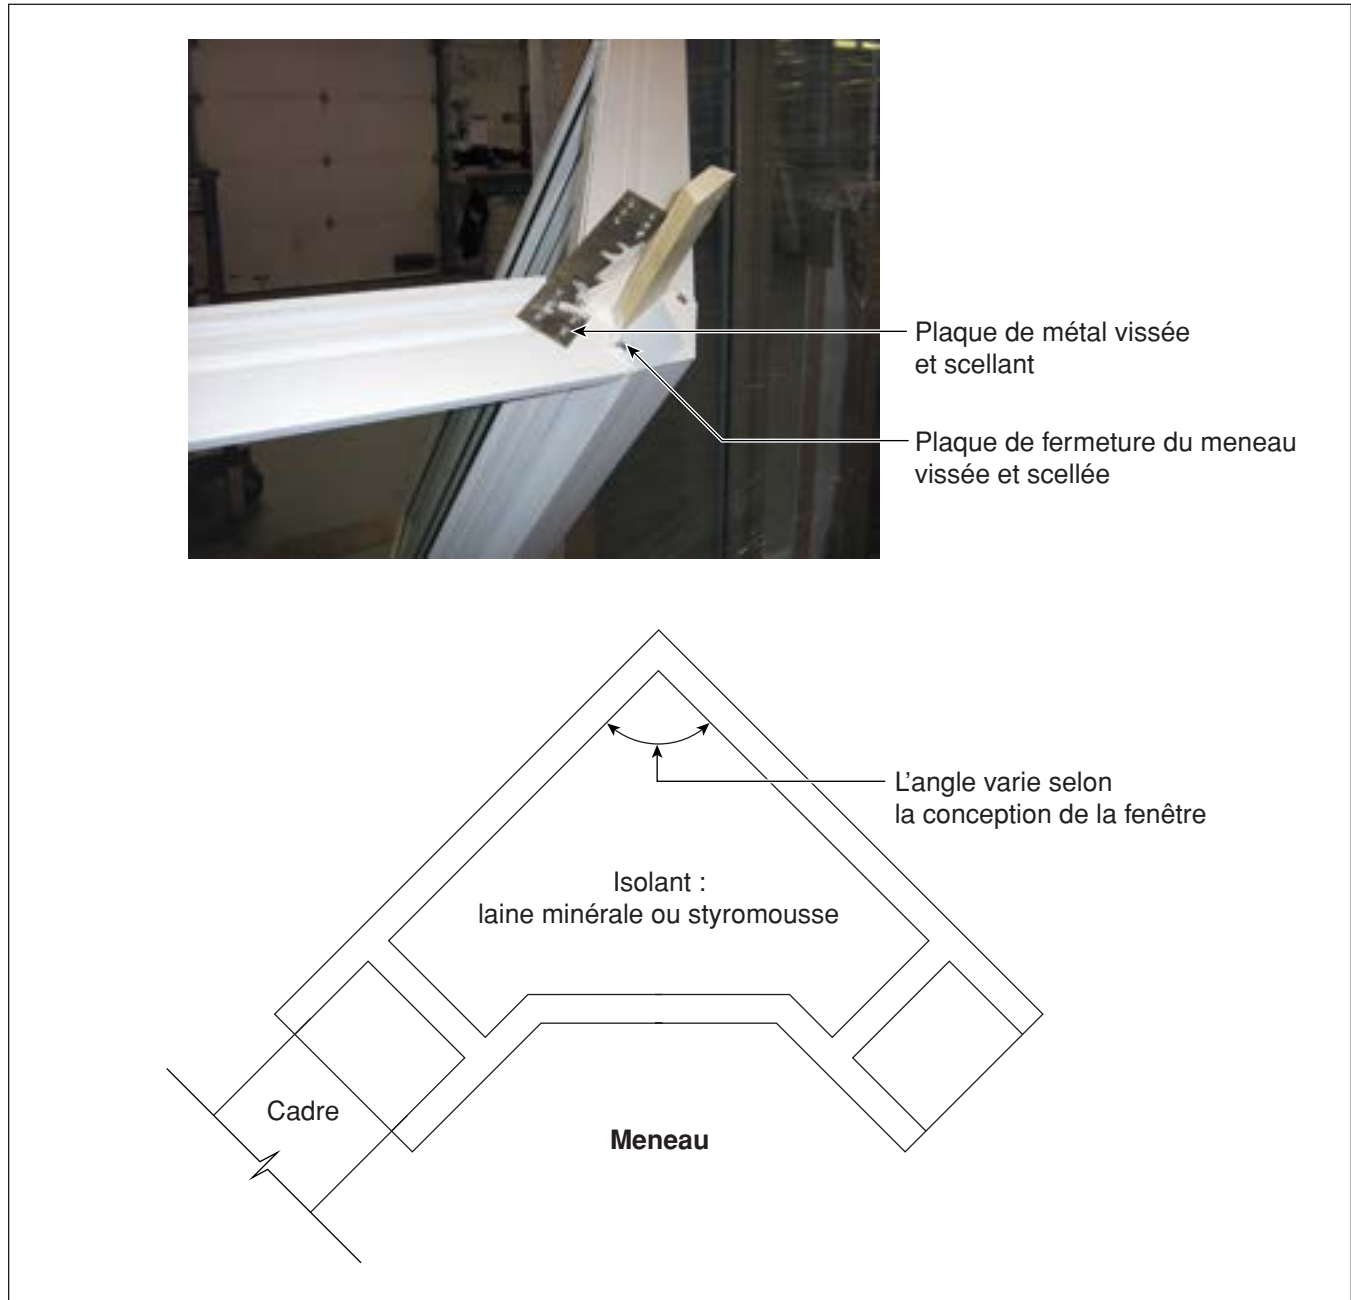 Plaque de métal vissée
et scellant
Plaque de fermeture du meneau
vissée et scellée
L'angle varie selon
la conception de la fenêtre
Isolant :
laine minérale ou styromousse
Cadre
Meneau